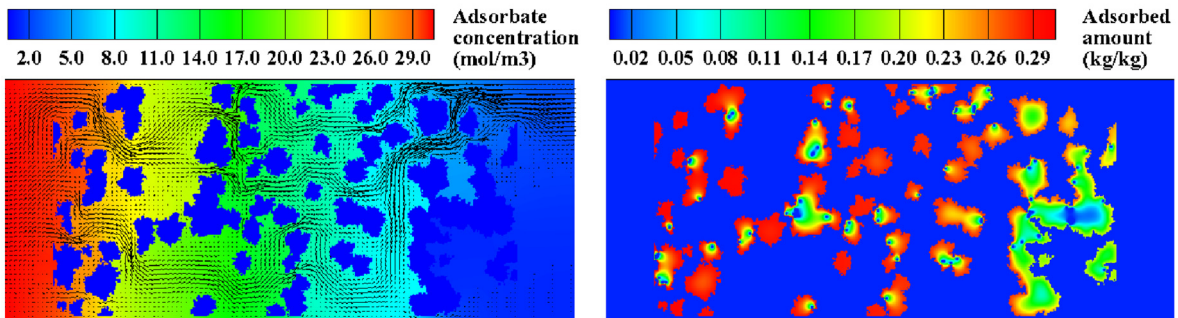 Adsorbate
concentration
(mol/m3)
2.0 5.0 8.0 11.0 14.0 17.0 20.0 23.0 26.0 29.0
Adsorbed
amount
(kg/kg)
0.02 0.05 0.08 0.11 0.14 0.17 0.20 0.23 0.26 0.29